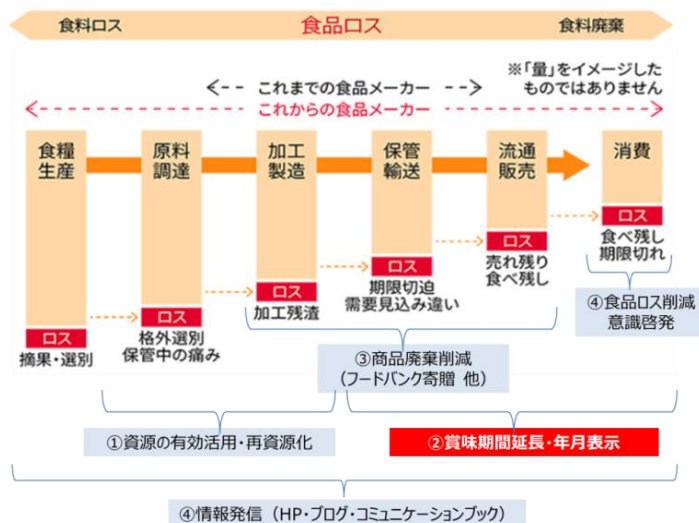 食料ロス
食品ロス
食料廃棄
これまでの食品メーカー
※「量」をイメージした
ものではありません
これからの食品メーカー
食糧
生産
原料
調達
加工
製造
保管
輸送
流通
販売
消費
ロス
食べ残し
期限切れ
ロス
売れ残り
食べ残し
ロス
期限切迫
需要見込み違い
ロス
加工残渣
ロス
格外選別
保管中の痛み
ロス
摘果・選別
④食品ロス削減
意識啓発
③商品廃棄削減
(フードバンク寄贈 他)
①資源の有効活用・再資源化
②賞味期間延長・年月表示
④情報発信（HP・ブログ・コミュニケーションブック）